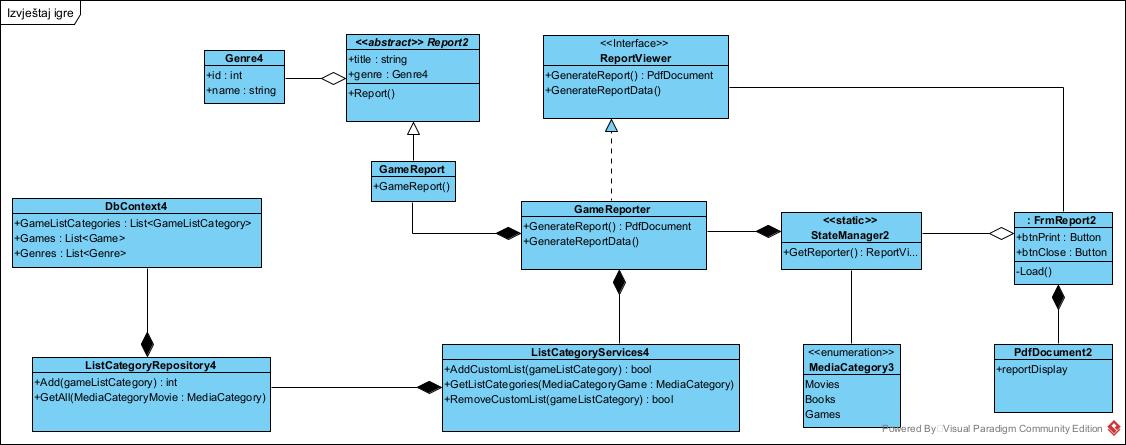 Izvještaj igre
Genre4
+id : int
+name : string
<<abstract>> Report2
+title : string
+genre : Genre4
+Report()
<<Interface>>
ReportViewer
+GenerateReport() : PdfDocument
+GenerateReportData()
GameReport
+GameReport()
DbContext4
+GameListCategories : List<GameListCategory>
+Games : List<Game>
+Genres : List<Genre>
GameReporter
+GenerateReport() : PdfDocument
+GenerateReportData()
<<static>>
StateManager2
+GetReporter() : ReportVi...
: FrmReport2
+btnPrint : Button
+btnClose : Button
-Load()
ListCategoryRepository4
+Add(gameListCategory) : int
+GetAll(MediaCategoryMovie : MediaCategory)
ListCategoryServices4
+AddCustomList(gameListCategory) : bool
+GetListCategories(MediaCategoryGame : MediaCategory)
+RemoveCustomList(gameListCategory) : bool
<<enumeration>>
MediaCategory3
Movies
Books
Games
PdfDocument2
+reportDisplay
Powered By Visual Paradigm Community Edition